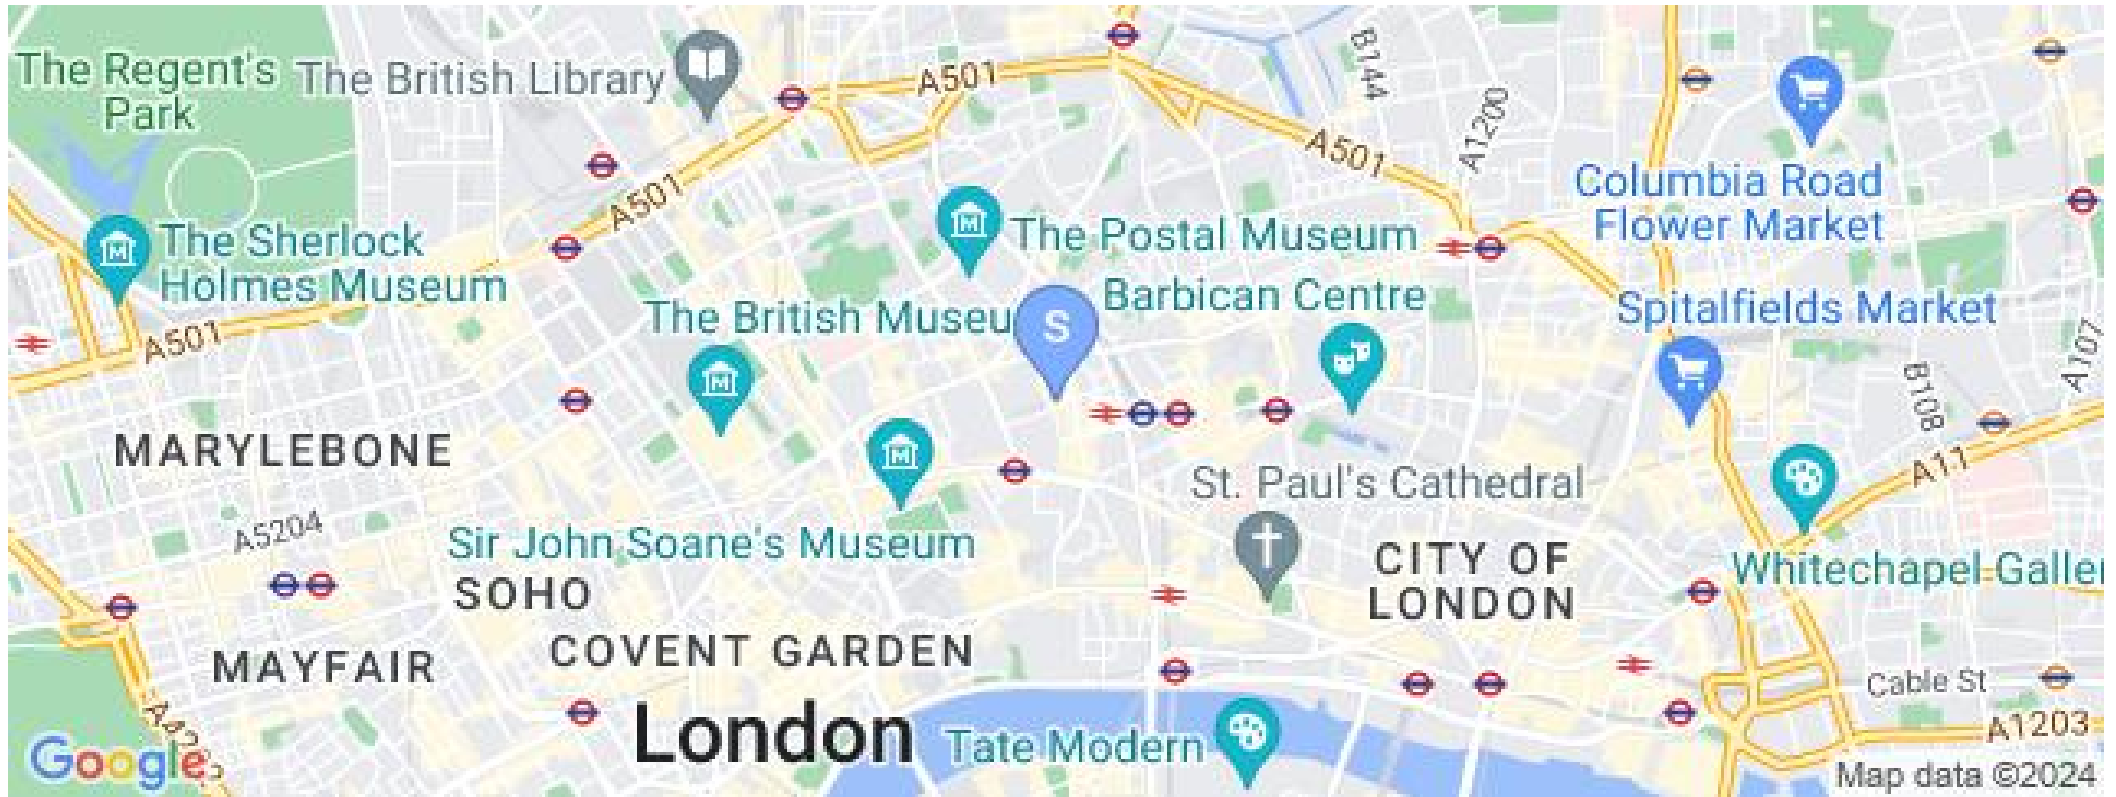 The Regent's
Park
The British Library
A501
B144
A1200
A501
A501
Columbia Road
Flower Market
The Sherlock
Holmes Museum
The Postal Museum
Barbican Centre
The British Museu
S
Spitalfields Market
A501
A107
B108
MARYLEBONE
A11
St. Paul's Cathedral
A5204
Sir John Soane's Museum
CITY OF
LONDON
Whitechapel Galler
SOHO
COVENT GARDEN
MAYFAIR
Cable St
London
Tate Modern
A1203
Google
Map data ©2024